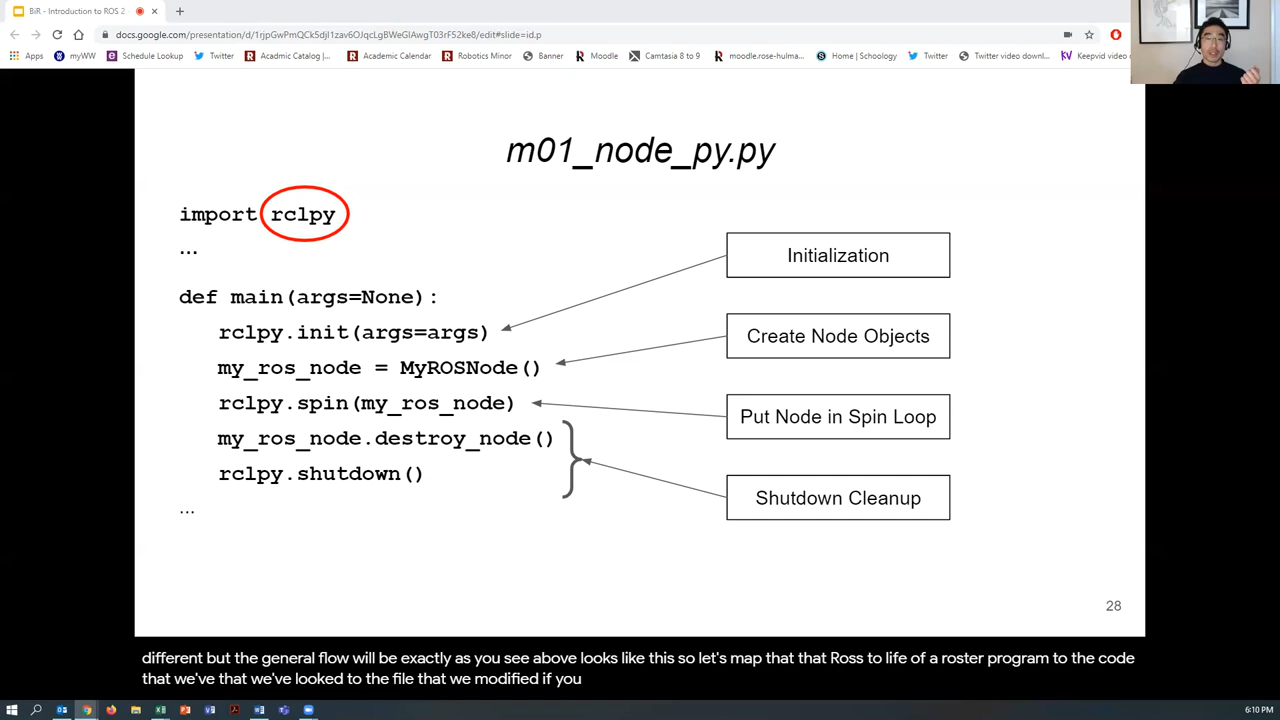 BiR - Introduction to ROS 2
docs.google.com/presentation/d/1rjpGwPmQCk5djl1zav6OJqcLgBWeGlAwgT03rF52ke8/edit#slide=id.p
Apps myWW Schedule Lookup Twitter Acadmic Catalog |... Academic Calendar Robotics Minor Banner Moodle Camtasia 8 to 9 moodle.rose-hulma... Home | Schoology Twitter Twitter video downl... Keepvid video
m01_node_py.py
import rclpy
...
Initialization
def main(args=None):
rclpy.init(args=args)
Create Node Objects
my_ros_node = MyROSNode()
rclpy.spin(my_ros_node)
Put Node in Spin Loop
my_ros_node.destroy_node()
rclpy.shutdown()
Shutdown Cleanup
...
28
different but the general flow will be exactly as you see above looks like this so let's map that that Ross to life of a roster program to the code
that we've that we've looked to the file that we modified if you
6:10 PM